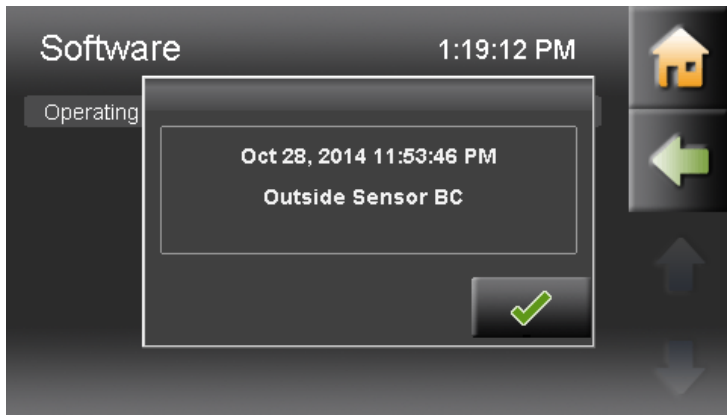 Software
1:19:12 PM
Operating
Oct 28, 2014 11:53:46 PM
Outside Sensor BC